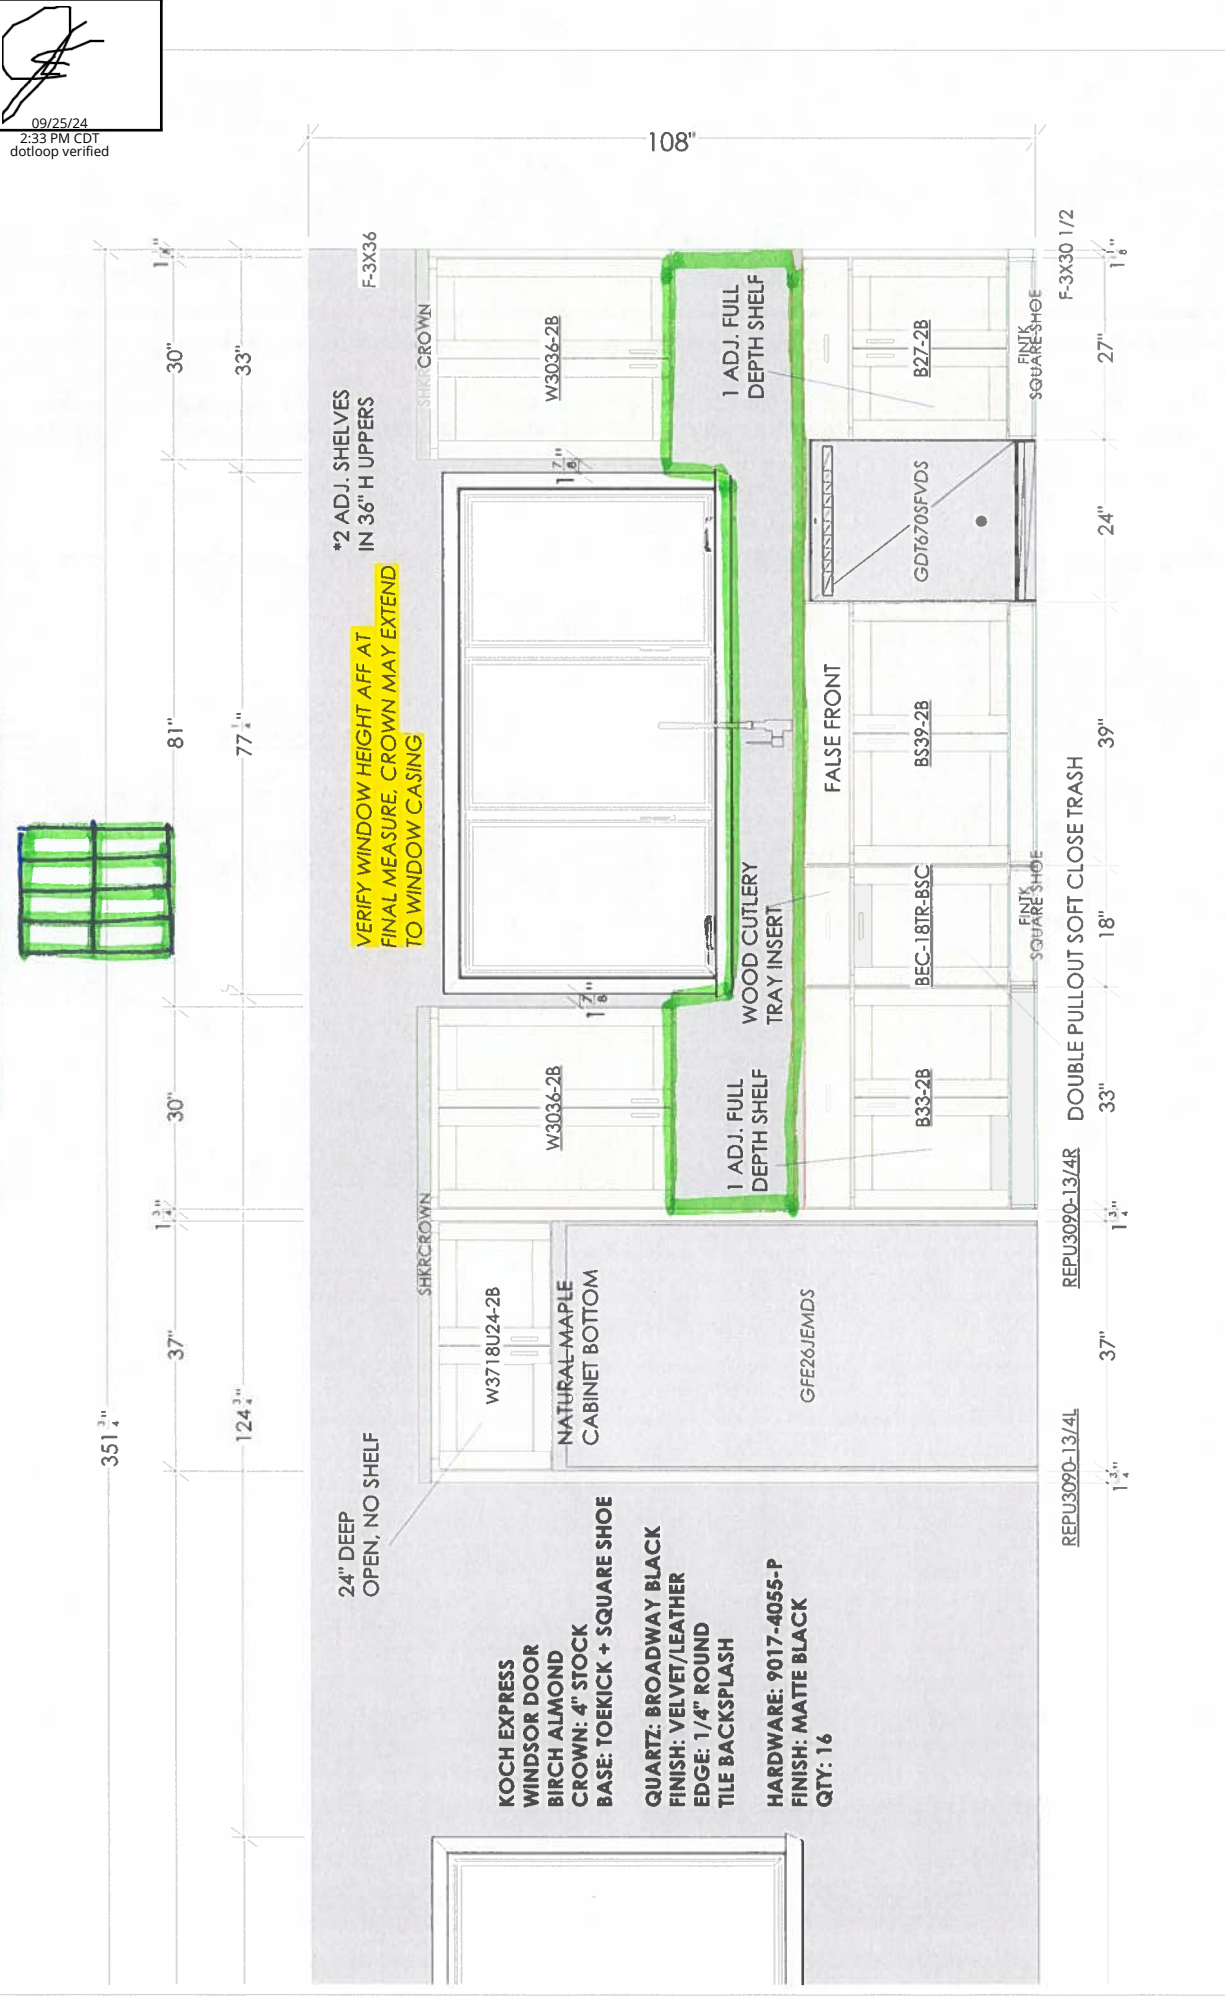 09/25/24
2:33 PM CDT
dotloop verified
108"
351 3/4"
1 1/8"
30"
81"
30"
1 3/4"
37"
33"
77 1/4"
124 3/4"
F-3X36
*2 ADJ. SHELVES
IN 36" H UPPERS
VERIFY WINDOW HEIGHT AFF AT
FINAL MEASURE, CROWN MAY EXTEND
TO WINDOW CASING
24" DEEP
OPEN, NO SHELF
SHKRCROWN
SHKRCROWN
W3036-2B
1 7/8"
1 7/8"
W3036-2B
W3718U24-2B
NATURAL MAPLE
CABINET BOTTOM
1 ADJ. FULL
DEPTH SHELF
WOOD CUTLERY
TRAY INSERT
1 ADJ. FULL
DEPTH SHELF
FALSE FRONT
GFE26JEMDS
B27-2B
GDT670SFVDS
BS39-2B
BEC-18TR-BSC
B33-2B
FINTK
SQUARE SHOE
FINTK
SQUARE SHOE
F-3X30 1/2
DOUBLE PULLOUT SOFT CLOSE TRASH
REPU3090-13/4R
REPU3090-13/4L
1 1/8"
27"
24"
39"
18"
33"
1 3/4"
37"
1 3/4"
KOCH EXPRESS
WINDSOR DOOR
BIRCH ALMOND
CROWN: 4" STOCK
BASE: TOEKICK + SQUARE SHOE
QUARTZ: BROADWAY BLACK
FINISH: VELVET/LEATHER
EDGE: 1/4" ROUND
TILE BACKSPLASH
HARDWARE: 9017-4055-P
FINISH: MATTE BLACK
QTY: 16